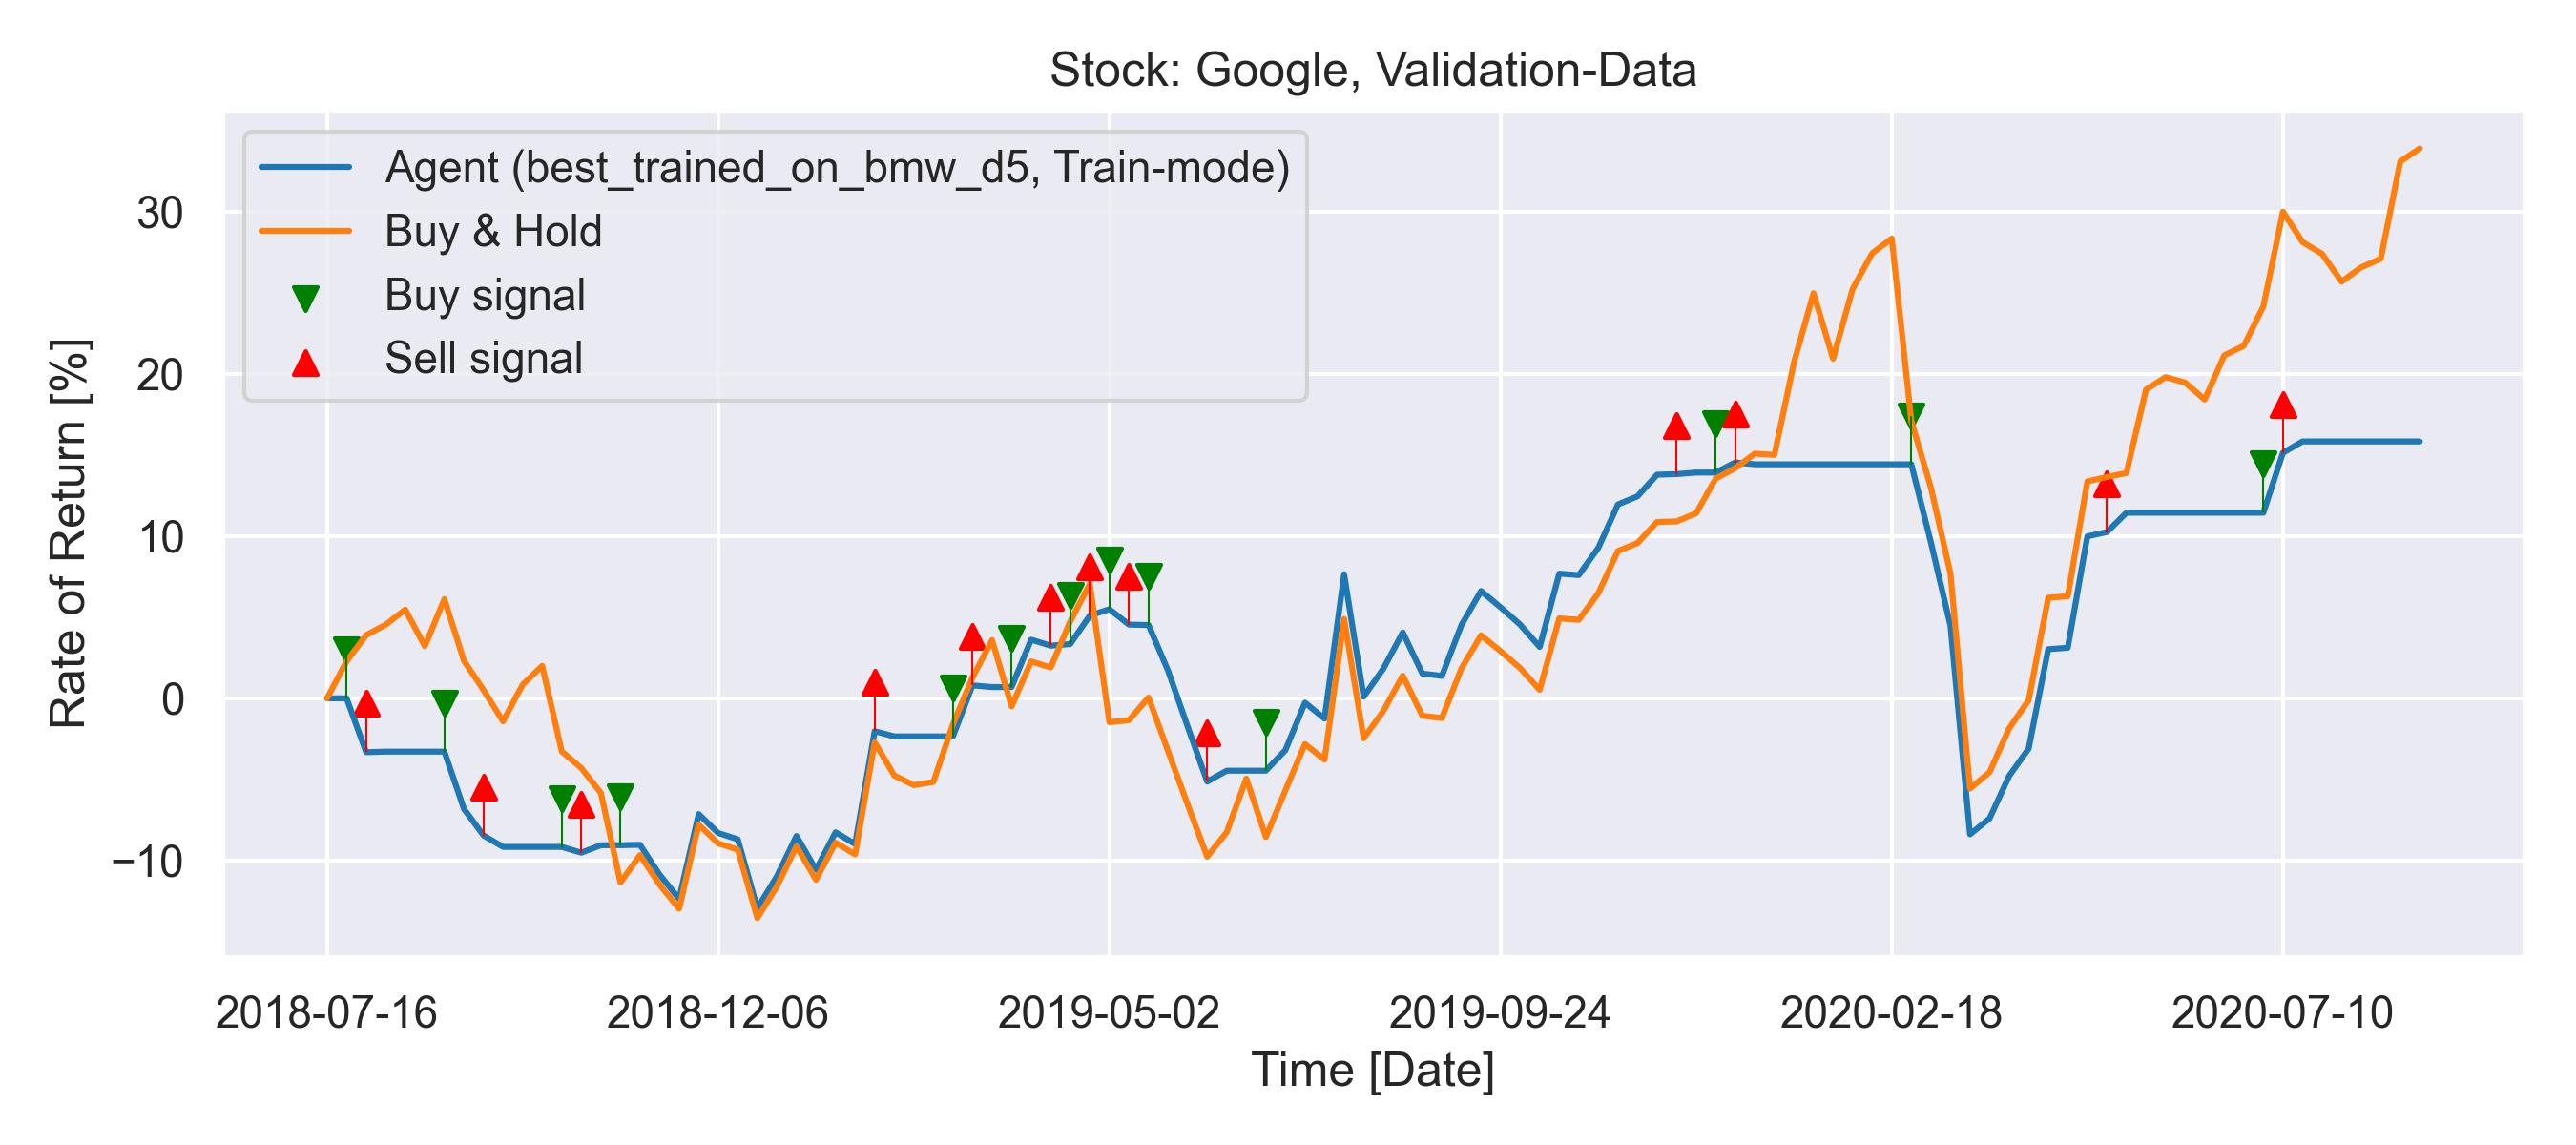 Stock: Google, Validation-Data
Agent (best_trained_on_bmw_d5, Train-mode)
Buy & Hold
Buy signal
Sell signal
Rate of Return [%]
30
20
10
0
−10
2018-07-16
2018-12-06
2019-05-02
2019-09-24
2020-02-18
2020-07-10
Time [Date]